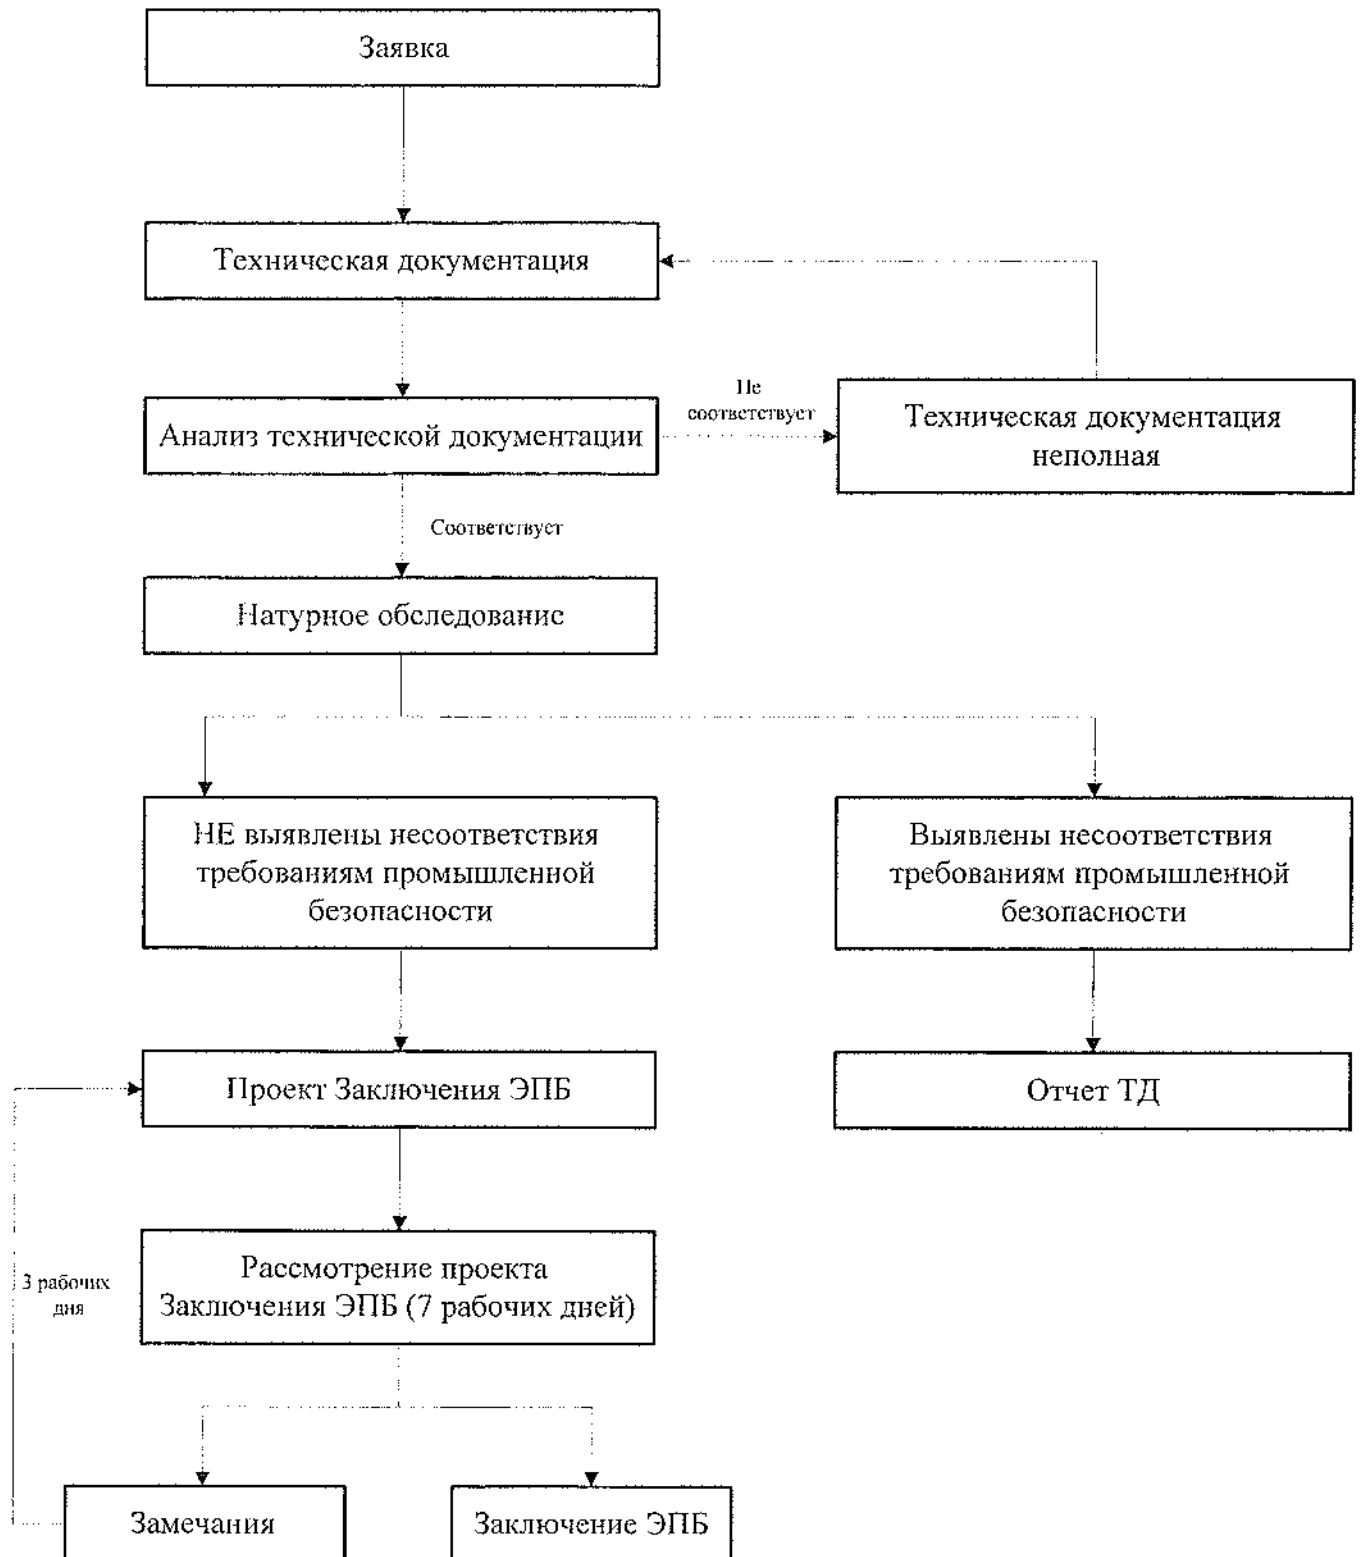 Заявка
Техническая документация
Не
соответствует
Анализ технической документации
Техническая документация
неполная
Соответствует
Натурное обследование
НЕ выявлены несоответствия
требованиям промышленной
безопасности
Выявлены несоответствия
требованиям промышленной
безопасности
Проект Заключения ЭПБ
Отчет ТД
Рассмотрение проекта
Заключения ЭПБ (7 рабочих дней)
3 рабочих
дня
Замечания
Заключение ЭПБ